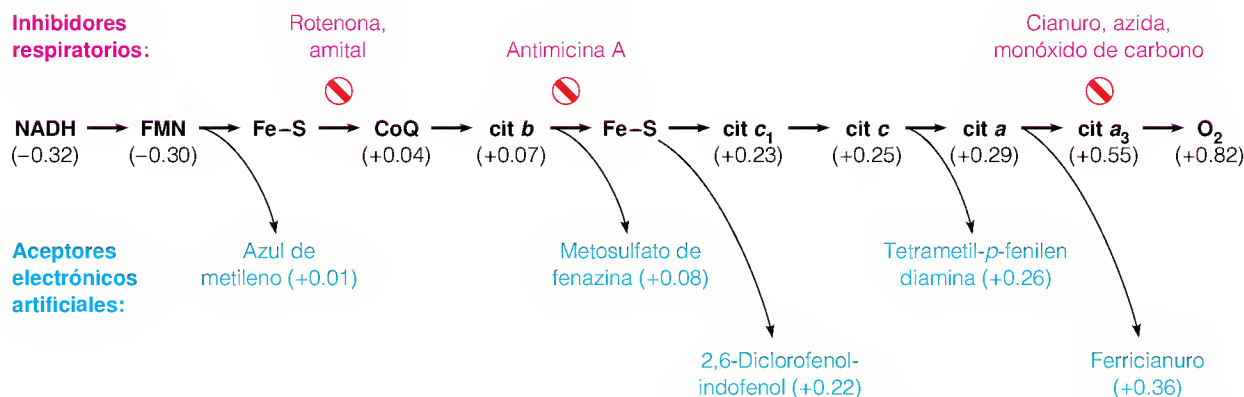 Inhibidores
respiratorios:
Rotenona,
amital
Antimicina A
Cianuro, azida,
monóxido de carbono
NADH → FMN → Fe–S → CoQ → cit b → Fe–S → cit c₁ → cit c → cit a → cit a₃ → O₂
(−0.32) (−0.30) (+0.04) (+0.07) (+0.23) (+0.25) (+0.29) (+0.55) (+0.82)
Aceptores
electrónicos
artificiales:
Azul de
metileno (+0.01)
Metosulfato de
fenazina (+0.08)
Tetrametil-p-fenilen
diamina (+0.26)
2,6-Diclorofenol-
indofenol (+0.22)
Ferricianuro
(+0.36)